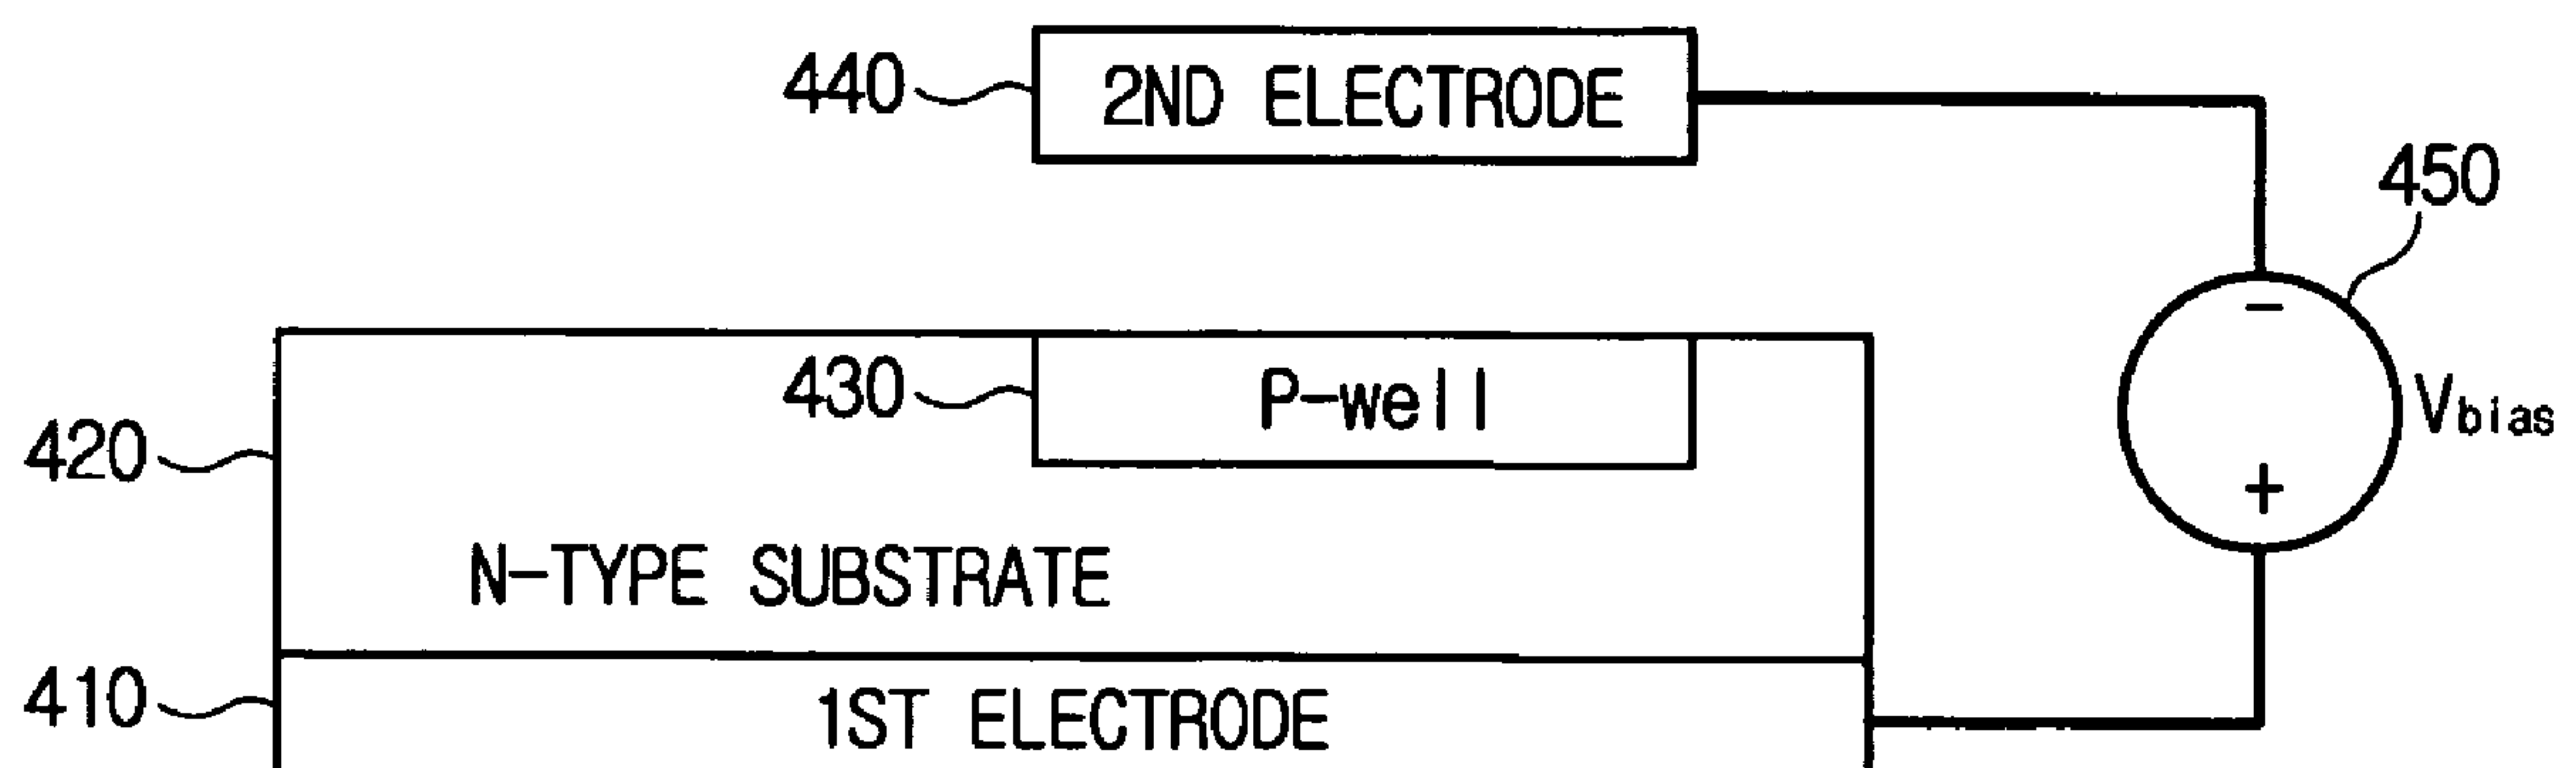 440
2ND ELECTRODE
450
−
430
P-well
Vbias
420
+
N-TYPE SUBSTRATE
410
1ST ELECTRODE